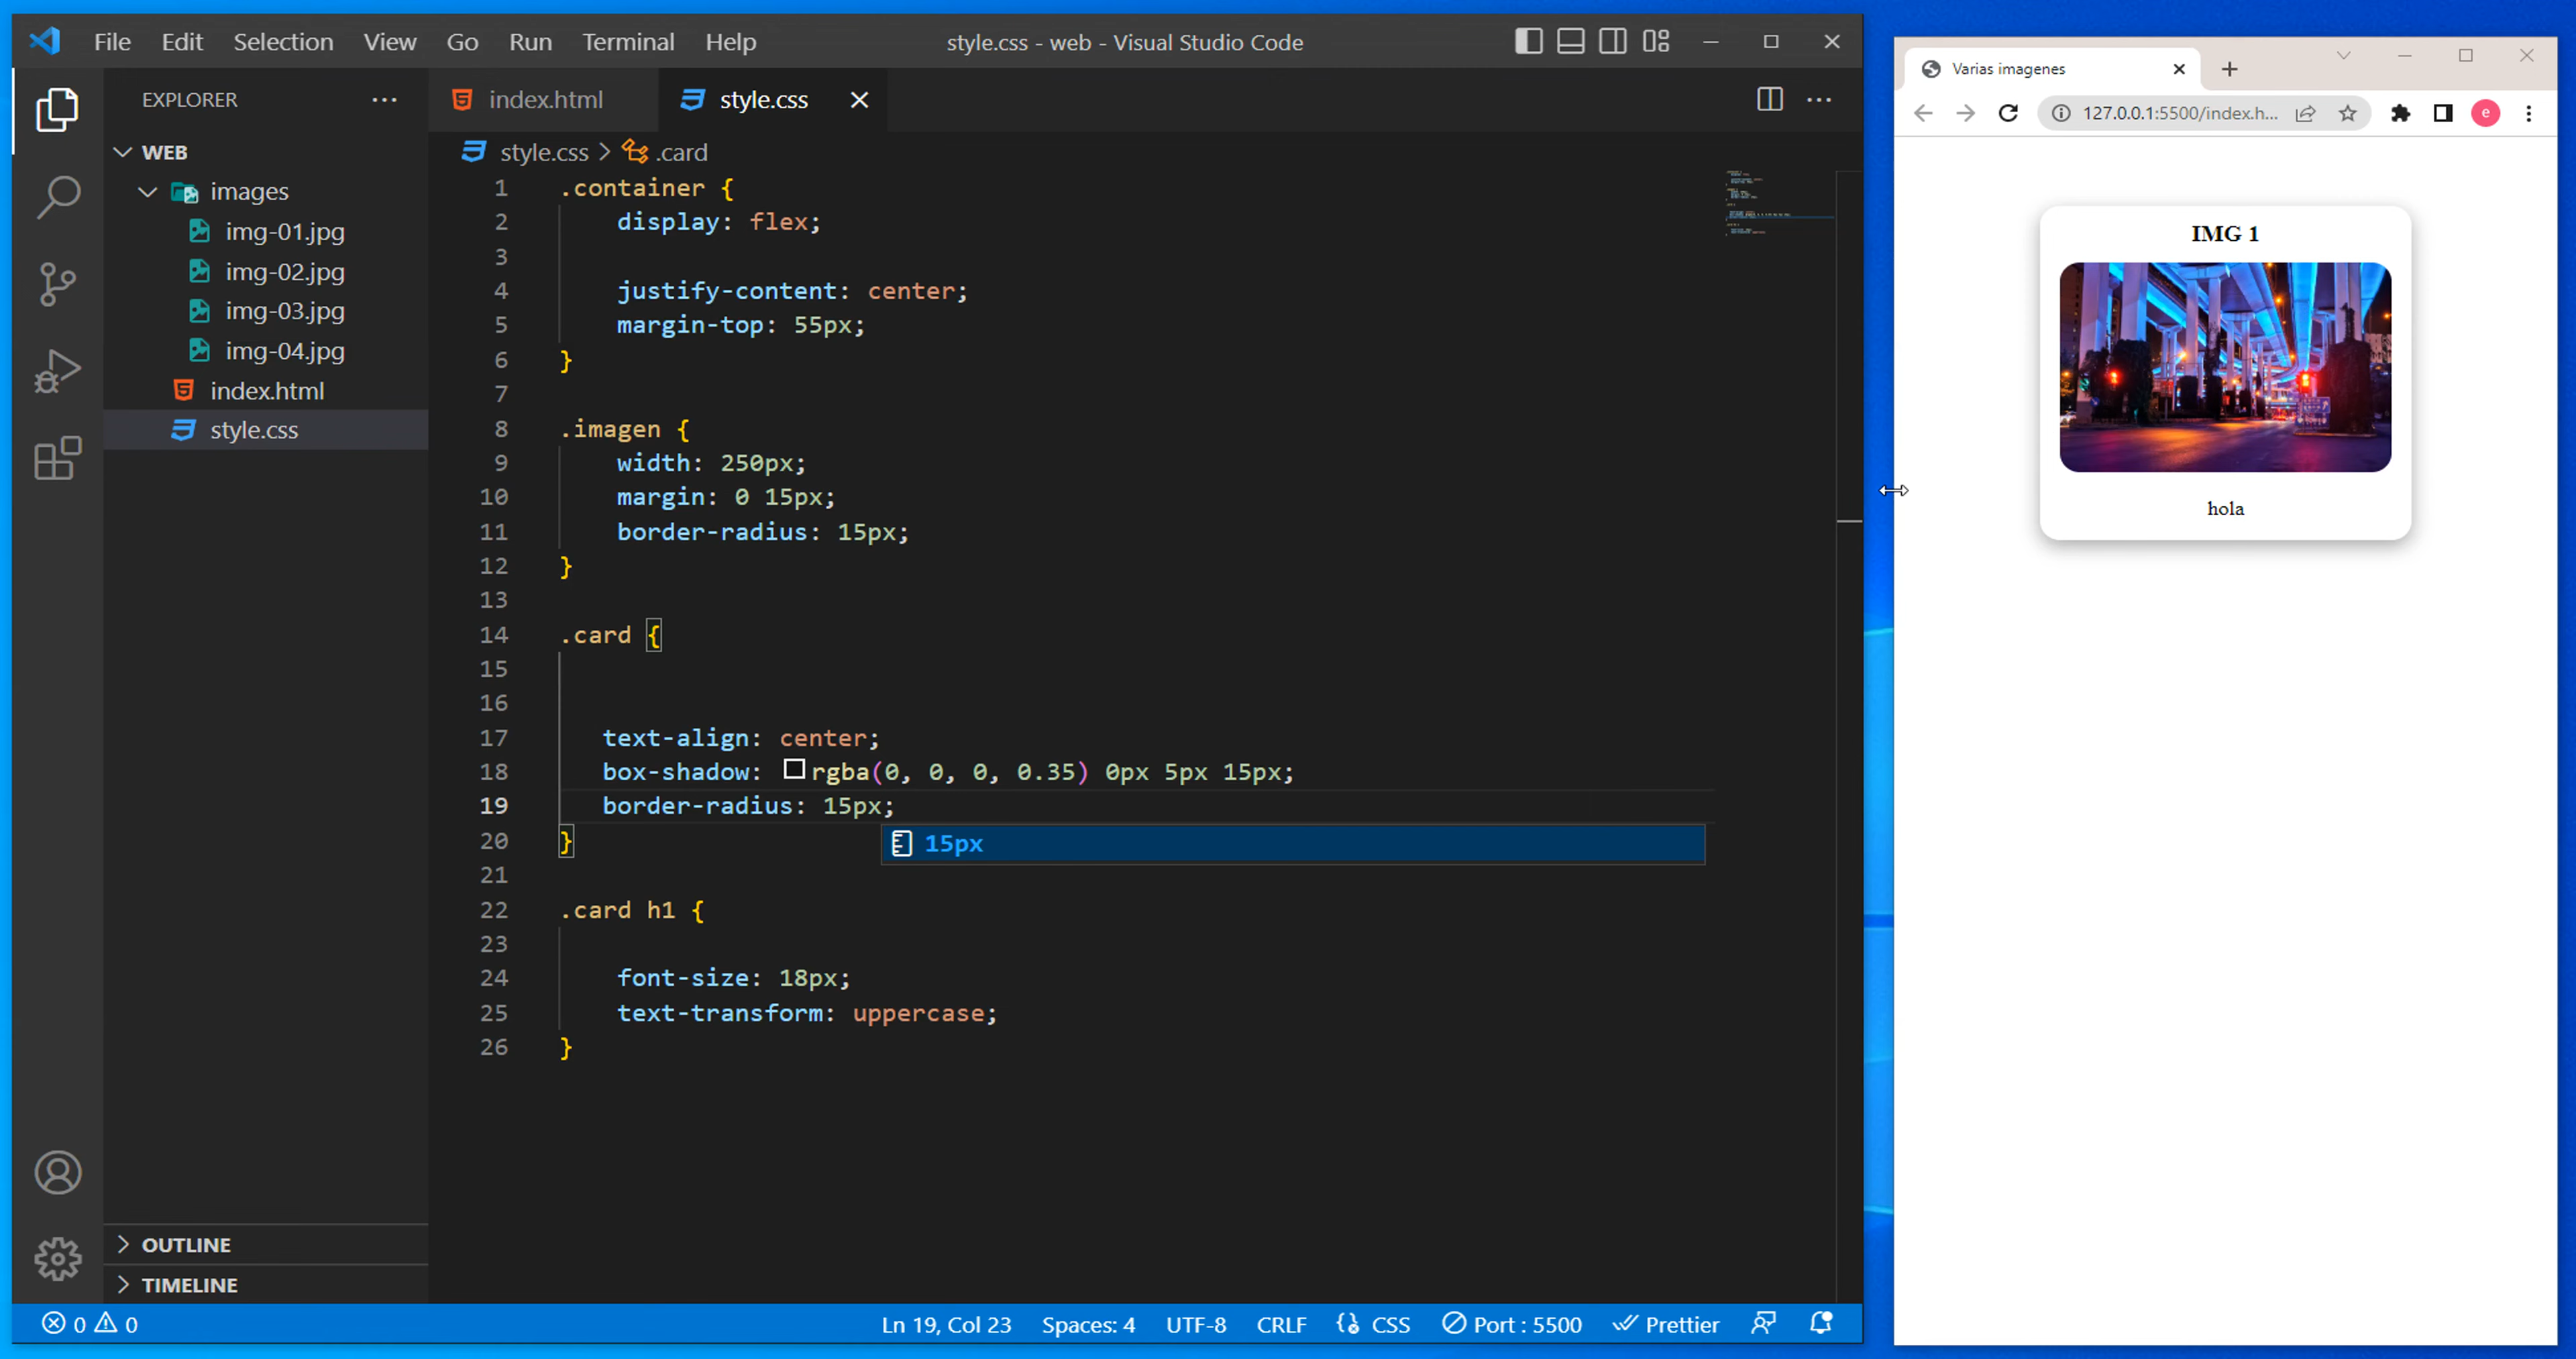 File Edit Selection View Go Run Terminal Help
style.css - web - Visual Studio Code
EXPLORER
WEB
images
img-01.jpg
img-02.jpg
img-03.jpg
img-04.jpg
index.html
style.css
OUTLINE
TIMELINE
index.html
style.css
style.css > .card
1 .container {
2 display: flex;
3
4 justify-content: center;
5 margin-top: 55px;
6 }
7
8 .imagen {
9 width: 250px;
10 margin: 0 15px;
11 border-radius: 15px;
12 }
13
14 .card {
15
16
17 text-align: center;
18 box-shadow: rgba(0, 0, 0, 0.35) 0px 5px 15px;
19 border-radius: 15px;
20 }
15px
21
22 .card h1 {
23
24 font-size: 18px;
25 text-transform: uppercase;
26 }
0 0
Ln 19, Col 23 Spaces: 4 UTF-8 CRLF CSS Port : 5500 Prettier
Varias imagenes
127.0.0.1:5500/index.h...
e
IMG 1
hola